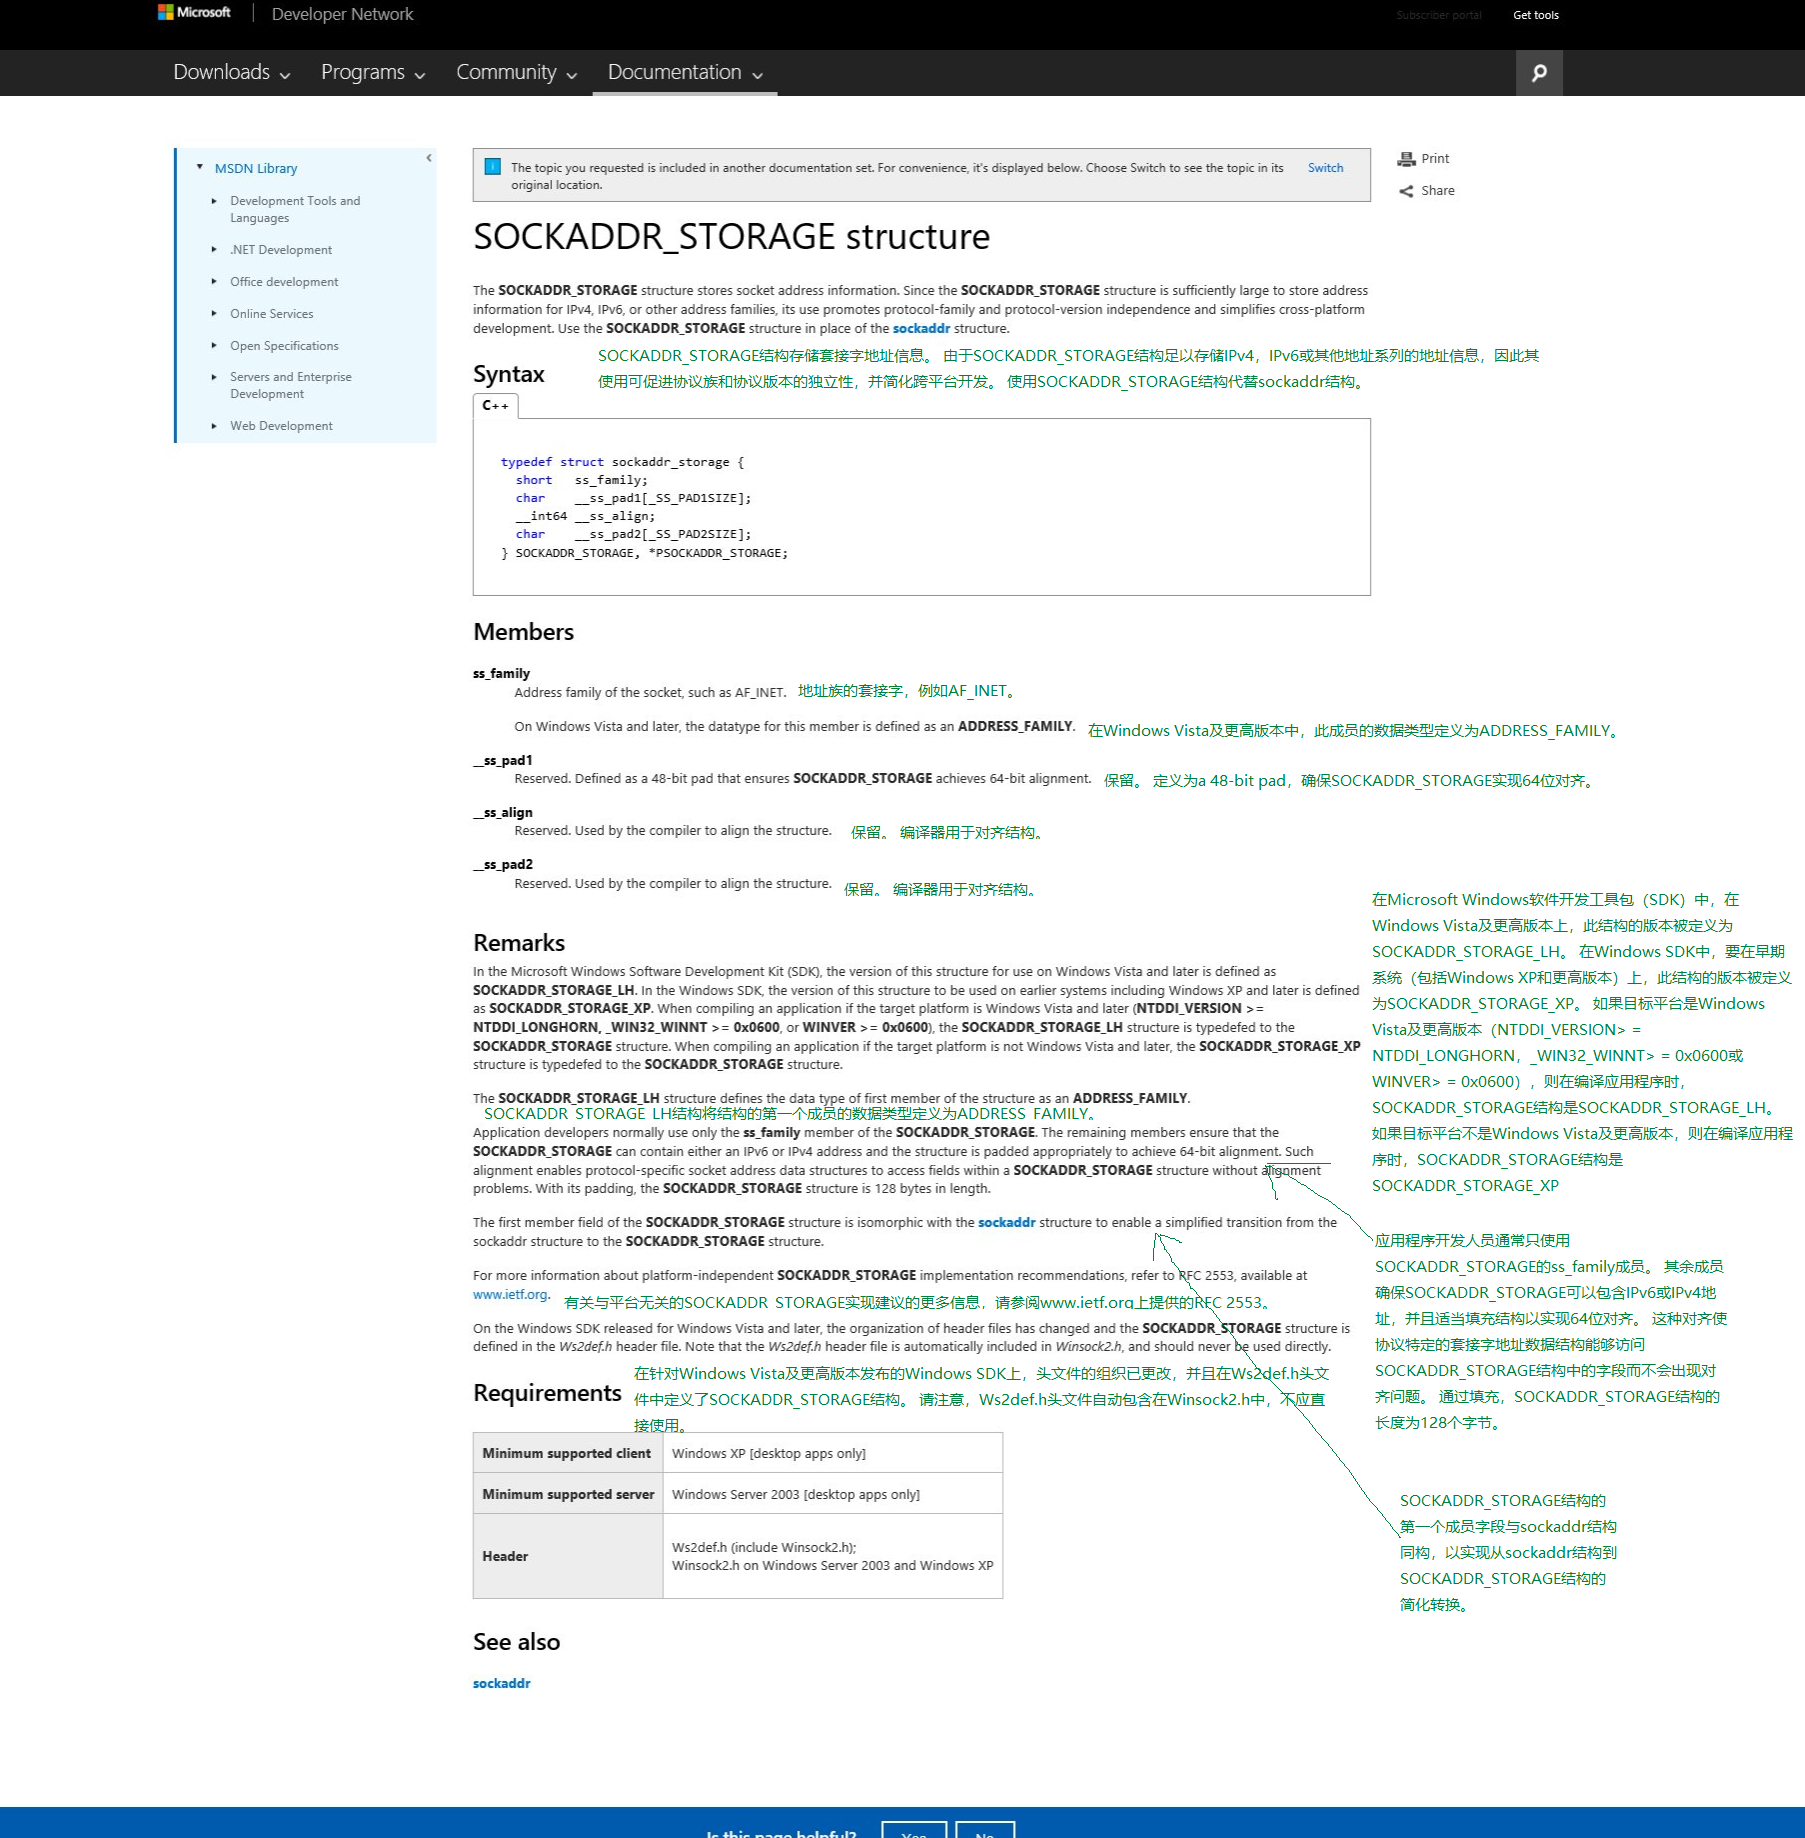 Microsoft
Developer Network
Subscriber portal
Get tools
Downloads
Programs
Community
Documentation
MSDN Library
Development Tools and
Languages
.NET Development
Office development
Online Services
Open Specifications
Servers and Enterprise
Development
Web Development
The topic you requested is included in another documentation set. For convenience, it's displayed below. Choose Switch to see the topic in its
original location.
Switch
Print
Share
SOCKADDR_STORAGE structure
The SOCKADDR_STORAGE structure stores socket address information. Since the SOCKADDR_STORAGE structure is sufficiently large to store address
information for IPv4, IPv6, or other address families, its use promotes protocol-family and protocol-version independence and simplifies cross-platform
development. Use the SOCKADDR_STORAGE structure in place of the sockaddr structure.
SOCKADDR_STORAGE结构存储套接字地址信息。 由于SOCKADDR_STORAGE结构足以存储IPv4，IPv6或其他地址系列的地址信息，因此其
使用可促进协议族和协议版本的独立性，并简化跨平台开发。 使用SOCKADDR_STORAGE结构代替sockaddr结构。
Syntax
C++
typedef struct sockaddr_storage {
short   ss_family;
char    __ss_pad1[_SS_PAD1SIZE];
__int64 __ss_align;
char    __ss_pad2[_SS_PAD2SIZE];
} SOCKADDR_STORAGE, *PSOCKADDR_STORAGE;
Members
ss_family
Address family of the socket, such as AF_INET. 地址族的套接字，例如AF_INET。
On Windows Vista and later, the datatype for this member is defined as an ADDRESS_FAMILY. 在Windows Vista及更高版本中，此成员的数据类型定义为ADDRESS_FAMILY。
__ss_pad1
Reserved. Defined as a 48-bit pad that ensures SOCKADDR_STORAGE achieves 64-bit alignment. 保留。 定义为a 48-bit pad，确保SOCKADDR_STORAGE实现64位对齐。
__ss_align
Reserved. Used by the compiler to align the structure. 保留。 编译器用于对齐结构。
__ss_pad2
Reserved. Used by the compiler to align the structure. 保留。 编译器用于对齐结构。
Remarks
In the Microsoft Windows Software Development Kit (SDK), the version of this structure for use on Windows Vista and later is defined as
SOCKADDR_STORAGE_LH. In the Windows SDK, the version of this structure to be used on earlier systems including Windows XP and later is defined
as SOCKADDR_STORAGE_XP. When compiling an application if the target platform is Windows Vista and later (NTDDI_VERSION >=
NTDDI_LONGHORN, _WIN32_WINNT >= 0x0600, or WINVER >= 0x0600), the SOCKADDR_STORAGE_LH structure is typedefed to the
SOCKADDR_STORAGE structure. When compiling an application if the target platform is not Windows Vista and later, the SOCKADDR_STORAGE_XP
structure is typedefed to the SOCKADDR_STORAGE structure.
The SOCKADDR_STORAGE_LH structure defines the data type of first member of the structure as an ADDRESS_FAMILY.
SOCKADDR_STORAGE_LH结构将结构的第一个成员的数据类型定义为ADDRESS_FAMILY。
Application developers normally use only the ss_family member of the SOCKADDR_STORAGE. The remaining members ensure that the
SOCKADDR_STORAGE can contain either an IPv6 or IPv4 address and the structure is padded appropriately to achieve 64-bit alignment. Such
alignment enables protocol-specific socket address data structures to access fields within a SOCKADDR_STORAGE structure without alignment
problems. With its padding, the SOCKADDR_STORAGE structure is 128 bytes in length.
The first member field of the SOCKADDR_STORAGE structure is isomorphic with the sockaddr structure to enable a simplified transition from the
sockaddr structure to the SOCKADDR_STORAGE structure.
For more information about platform-independent SOCKADDR_STORAGE implementation recommendations, refer to RFC 2553, available at
www.ietf.org. 有关与平台无关的SOCKADDR_STORAGE实现建议的更多信息，请参阅www.ietf.org上提供的RFC 2553。
On the Windows SDK released for Windows Vista and later, the organization of header files has changed and the SOCKADDR_STORAGE structure is
defined in the Ws2def.h header file. Note that the Ws2def.h header file is automatically included in Winsock2.h, and should never be used directly.
在针对Windows Vista及更高版本发布的Windows SDK上，头文件的组织已更改，并且在Ws2def.h头文
件中定义了SOCKADDR_STORAGE结构。 请注意，Ws2def.h头文件自动包含在Winsock2.h中，不应直
接使用。
在Microsoft Windows软件开发工具包（SDK）中，在
Windows Vista及更高版本上，此结构的版本被定义为
SOCKADDR_STORAGE_LH。 在Windows SDK中，要在早期
系统（包括Windows XP和更高版本）上，此结构的版本被定义
为SOCKADDR_STORAGE_XP。 如果目标平台是Windows
Vista及更高版本（NTDDI_VERSION> =
NTDDI_LONGHORN，_WIN32_WINNT> = 0x0600或
WINVER> = 0x0600），则在编译应用程序时，
SOCKADDR_STORAGE结构是SOCKADDR_STORAGE_LH。
如果目标平台不是Windows Vista及更高版本，则在编译应用程
序时，SOCKADDR_STORAGE结构是
SOCKADDR_STORAGE_XP
应用程序开发人员通常只使用
SOCKADDR_STORAGE的ss_family成员。 其余成员
确保SOCKADDR_STORAGE可以包含IPv6或IPv4地
址，并且适当填充结构以实现64位对齐。 这种对齐使
协议特定的套接字地址数据结构能够访问
SOCKADDR_STORAGE结构中的字段而不会出现对
齐问题。 通过填充，SOCKADDR_STORAGE结构的
长度为128个字节。
SOCKADDR_STORAGE结构的
第一个成员字段与sockaddr结构
同构，以实现从sockaddr结构到
SOCKADDR_STORAGE结构的
简化转换。
Requirements
Minimum supported client Windows XP [desktop apps only]
Minimum supported server Windows Server 2003 [desktop apps only]
Header
Ws2def.h (include Winsock2.h);
Winsock2.h on Windows Server 2003 and Windows XP
See also
sockaddr
Is this page helpful? Yes No